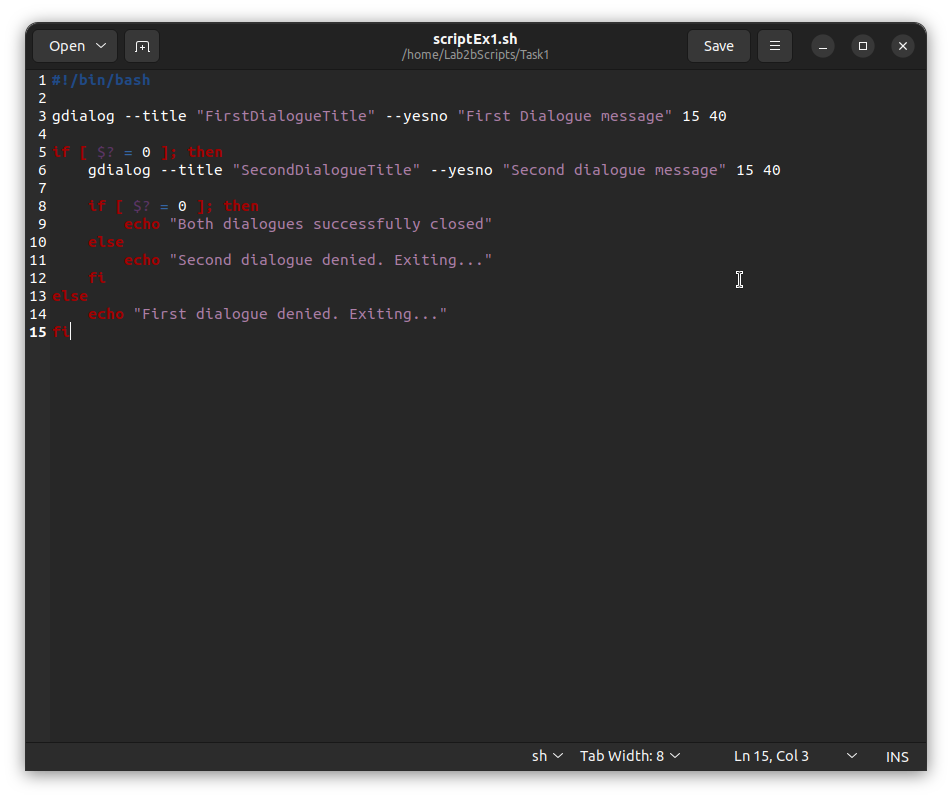 Open
scriptEx1.sh
/home/Lab2bScripts/Task1
Save
1 #!/bin/bash
2
3 gdialog --title "FirstDialogueTitle" --yesno "First Dialogue message" 15 40
4
5 if [ $? = 0 ]; then
6     gdialog --title "SecondDialogueTitle" --yesno "Second dialogue message" 15 40
7
8     if [ $? = 0 ]; then
9         echo "Both dialogues successfully closed"
10     else
11         echo "Second dialogue denied. Exiting..."
12     fi
13 else
14     echo "First dialogue denied. Exiting..."
15 fi
sh Tab Width: 8 Ln 15, Col 3 INS